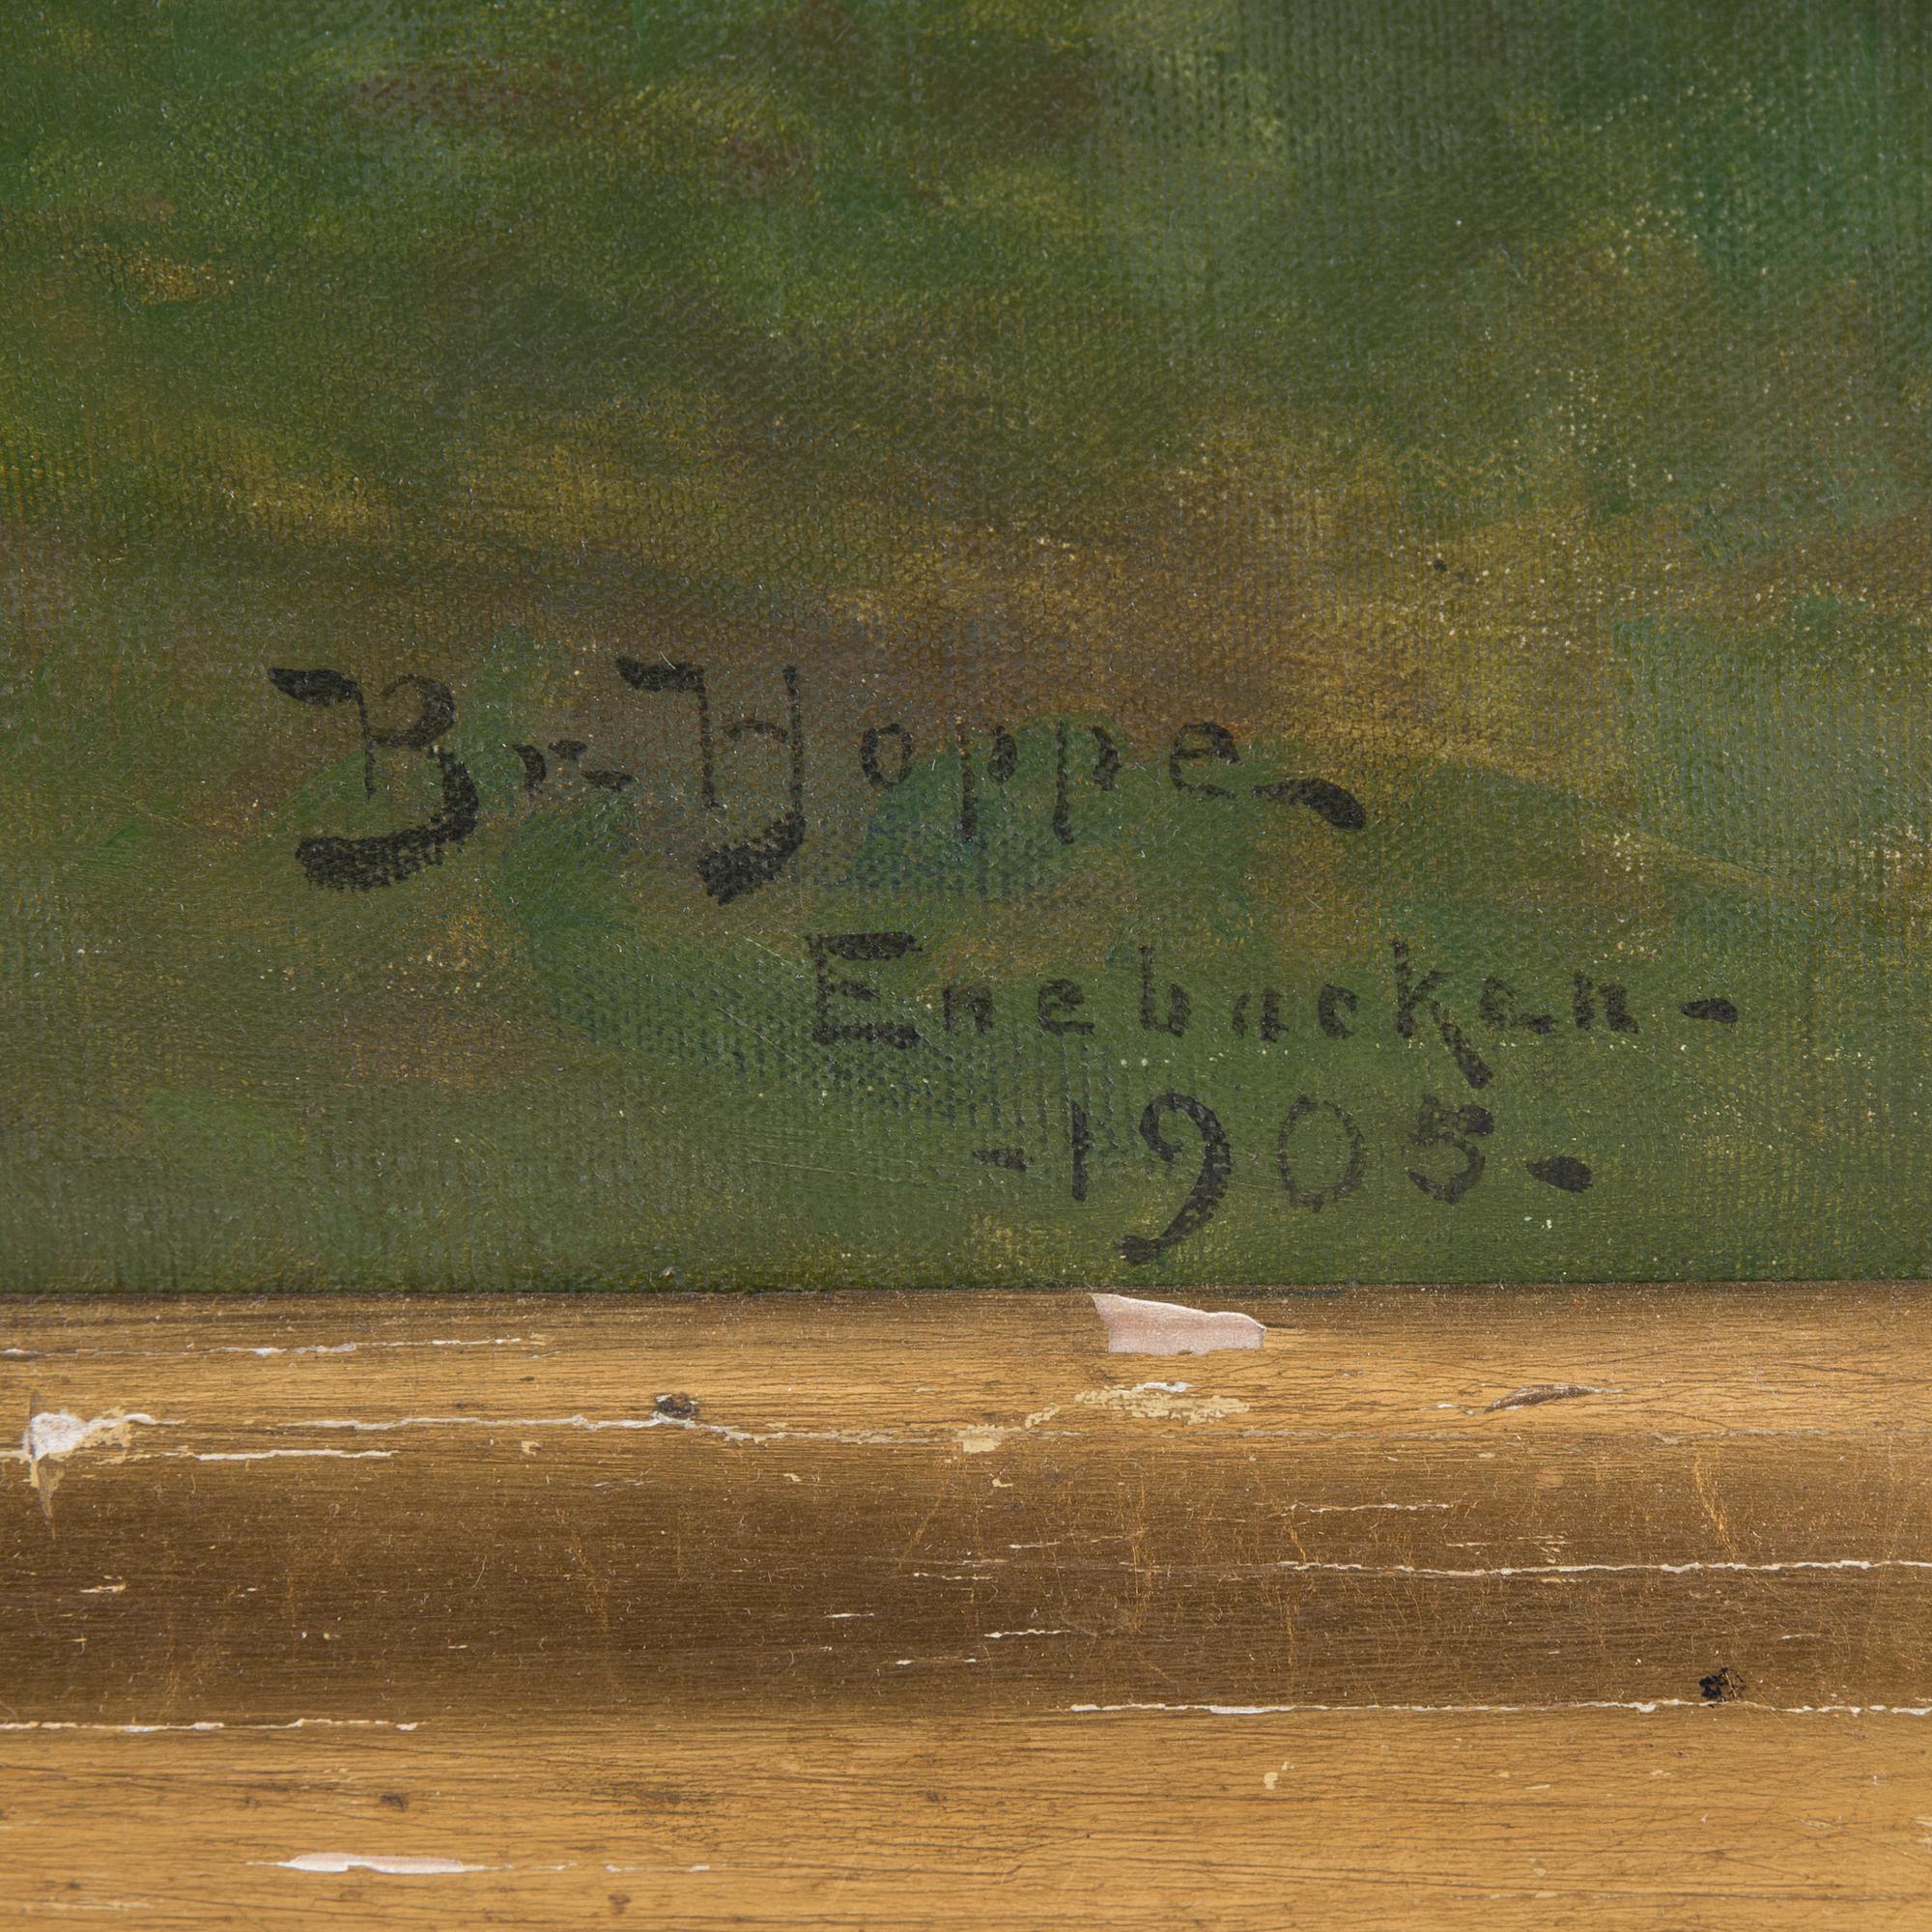 Br. Hoppe.
Enebacken-
-1905-